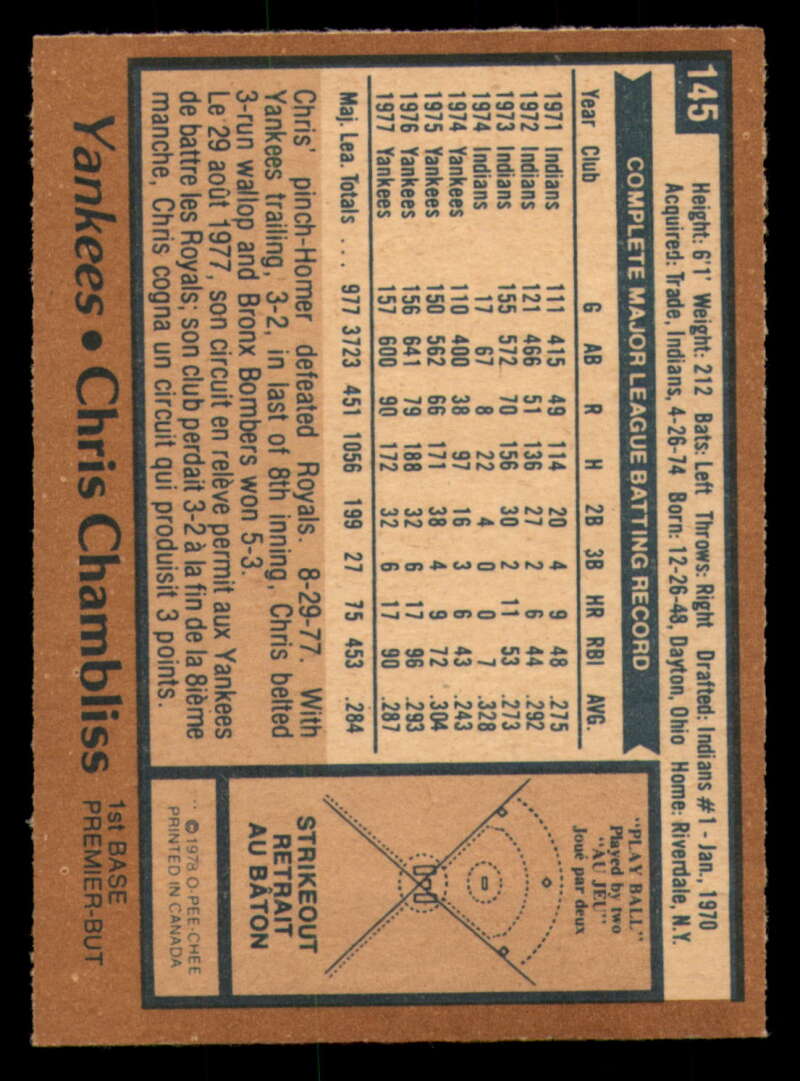 145
Height: 6'1' Weight: 212 Bats: Left Throws: Right Drafted: Indians #1 - Jan., 1970
Acquired: Trade, Indians, 4-26-74 Born: 12-26-48, Dayton, Ohio Home: Riverdale, N.Y.
COMPLETE MAJOR LEAGUE BATTING RECORD
Year Club G AB R H 2B 3B HR RBI AVG.
1971 Indians 111 415 49 114 20 4 9 48 .275
1972 Indians 121 466 51 136 27 2 6 44 .292
1973 Indians 155 572 70 156 30 2 11 53 .273
1974 Indians 17 67 8 22 4 0 0 7 .328
1974 Yankees 110 400 38 97 16 3 6 43 .243
1975 Yankees 150 562 66 171 38 4 9 72 .304
1976 Yankees 156 641 79 188 32 6 17 96 .293
1977 Yankees 157 600 90 172 32 6 17 90 .287
Maj. Lea. Totals ... 977 3723 451 1056 199 27 75 453 .284
Chris' pinch-Homer defeated Royals. 8-29-77. With
Yankees trailing, 3-2, in last of 8th inning, Chris belted
3-run wallop and Bronx Bombers won 5-3.
Le 29 août 1977, son circuit en relève permit aux Yankees
de battre les Royals; son club perdait 3-2 à la fin de la 8ième
manche, Chris cogna un circuit qui produisit 3 points.
"PLAY BALL"
Played by two
"AU JEU"
Joué par deux
STRIKEOUT
RETRAIT
AU BÂTON
© 1978 O-PEE-CHEE
PRINTED IN CANADA
Yankees • Chris Chambliss
1st BASE
PREMIER-BUT